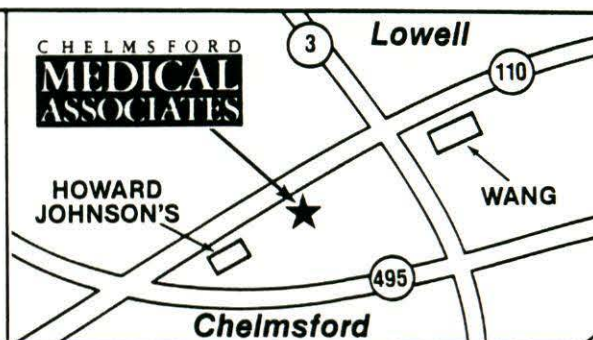 CHELMSFORD
MEDICAL
ASSOCIATES
3
Lowell
110
HOWARD
JOHNSON'S
WANG
495
Chelmsford